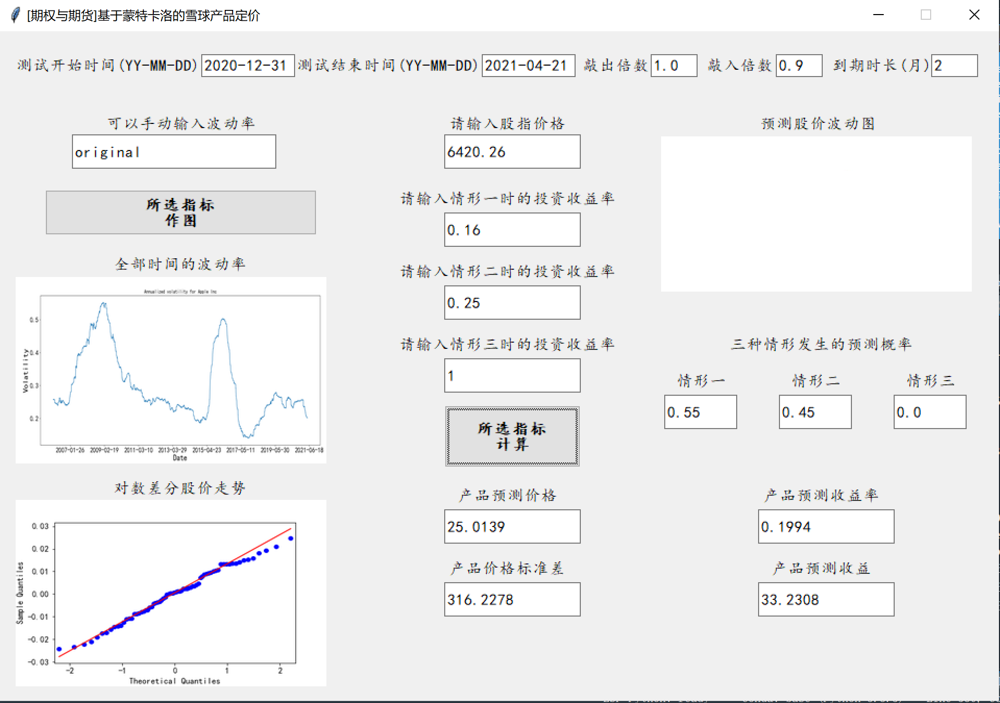 [期权与期货]基于蒙特卡洛的雪球产品定价
测试开始时间(YY-MM-DD) 2020-12-31 测试结束时间(YY-MM-DD) 2021-04-21 敲出倍数 1.0 敲入倍数 0.9 到期时长(月) 2
可以手动输入波动率
original
所选指标
作图
全部时间的波动率
Annualized volatility for Apple Inc
Volatility
0.5
0.4
0.3
0.2
2007-01-26 2009-02-19 2011-03-10 2013-03-29 2015-04-23 2017-05-11 2019-05-30 2021-06-18
Date
对数差分股价走势
Sample Quantiles
0.03
0.02
0.01
0.00
-0.01
-0.02
-0.03
-2 -1 0 1 2
Theoretical Quantiles
请输入股指价格
6420.26
请输入情形一时的投资收益率
0.16
请输入情形二时的投资收益率
0.25
请输入情形三时的投资收益率
1
所选指标
计算
产品预测价格
25.0139
产品价格标准差
316.2278
预测股价波动图
三种情形发生的预测概率
情形一 情形二 情形三
0.55 0.45 0.0
产品预测收益率
0.1994
产品预测收益
33.2308